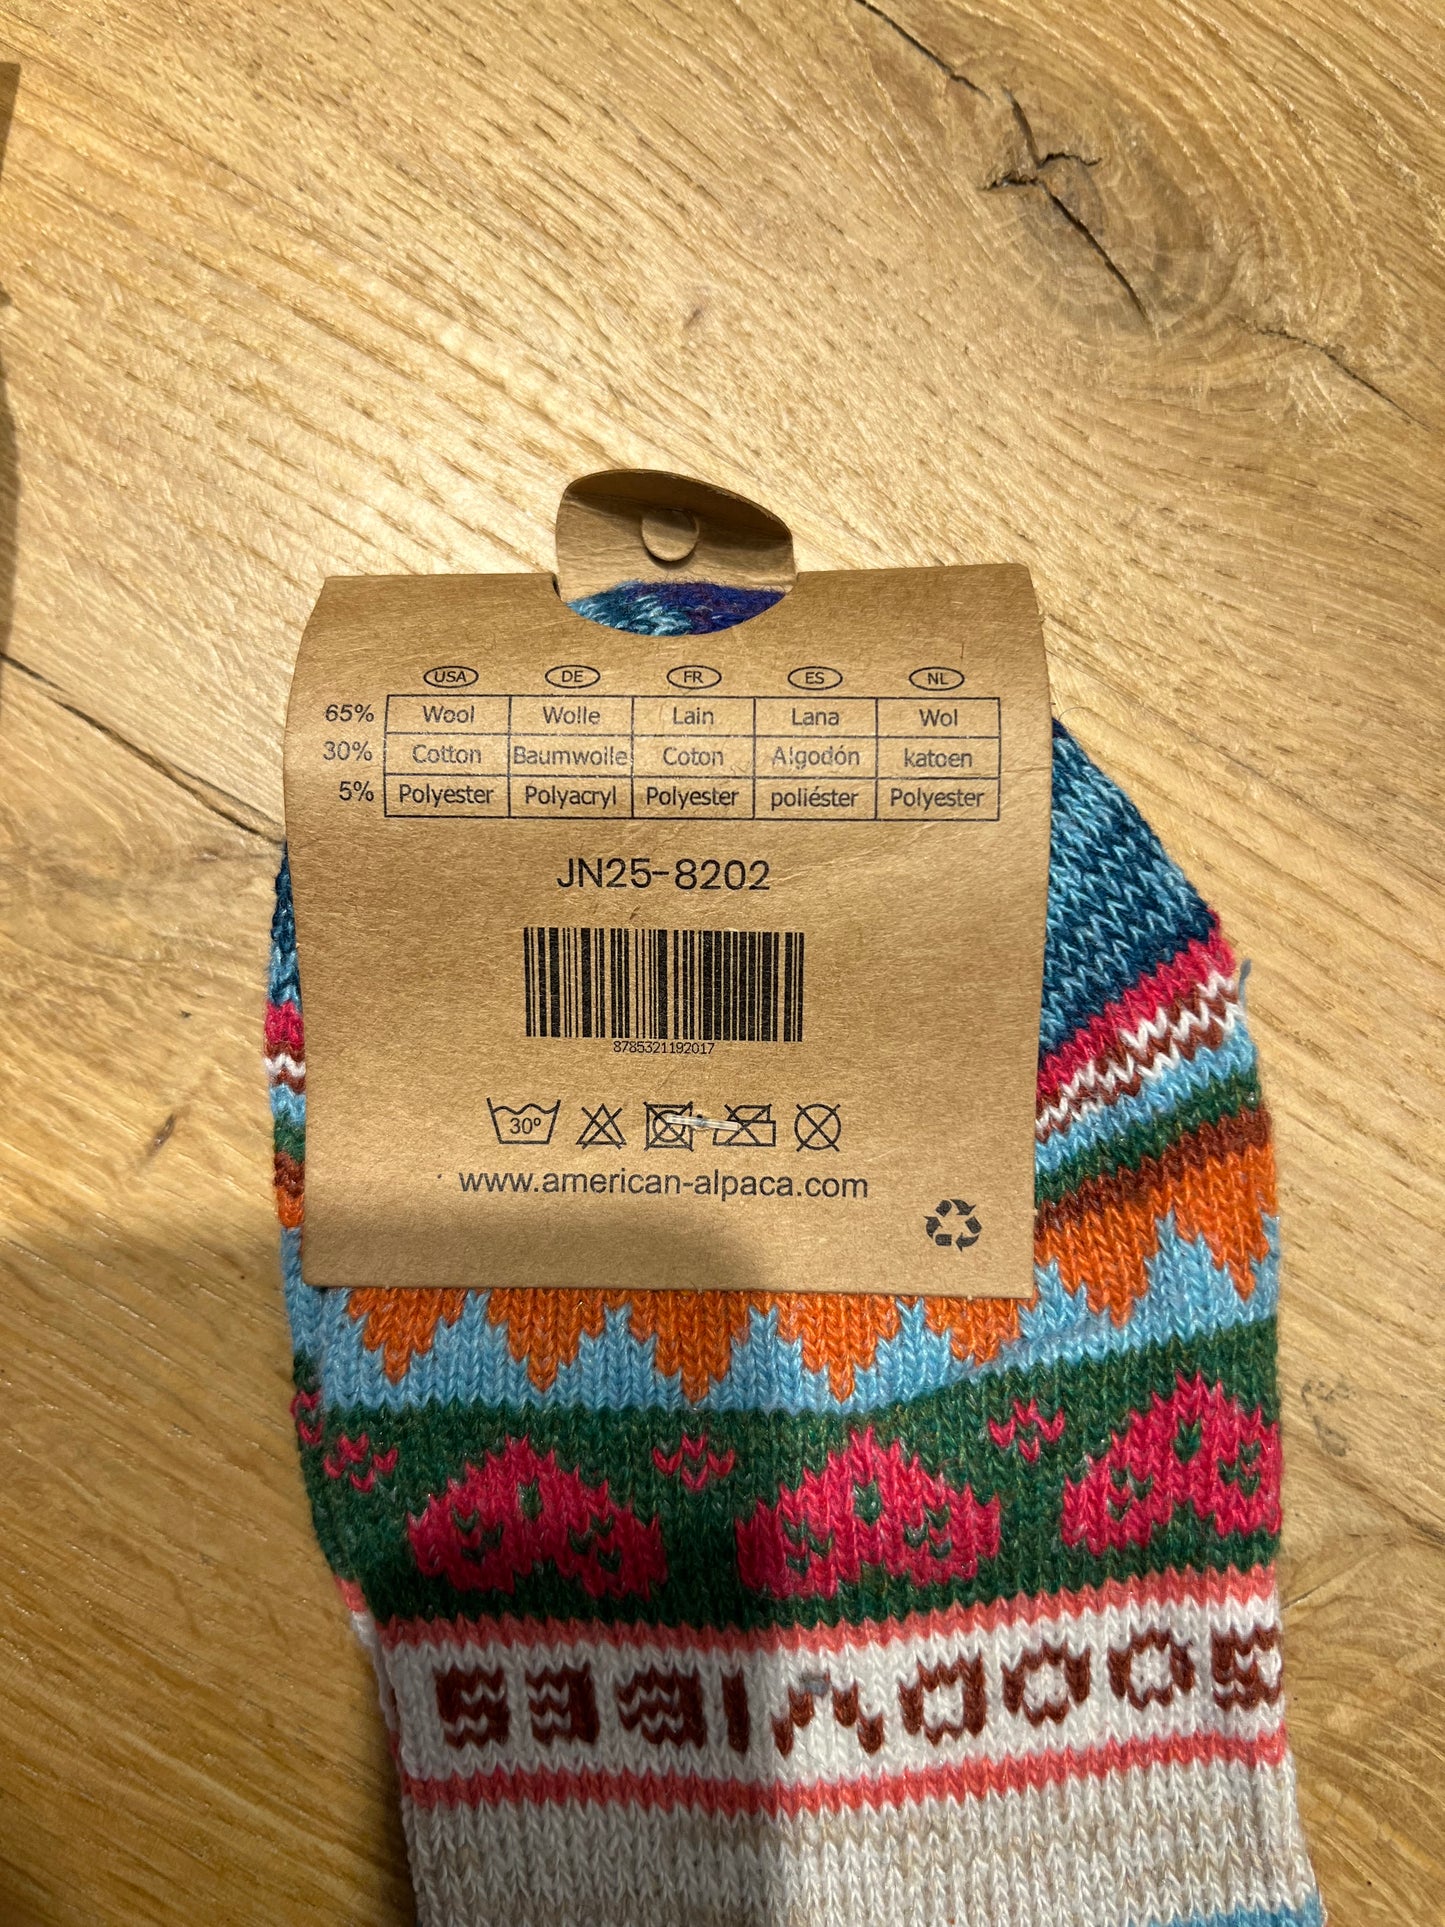 USA DE FR ES NL
65% Wool Wolle Lain Lana Wol
30% Cotton Baumwolle Coton Algodón katoen
5% Polyester Polyacryl Polyester poliéster Polyester
JN25-8202
8785321192017
30º
www.american-alpaca.com